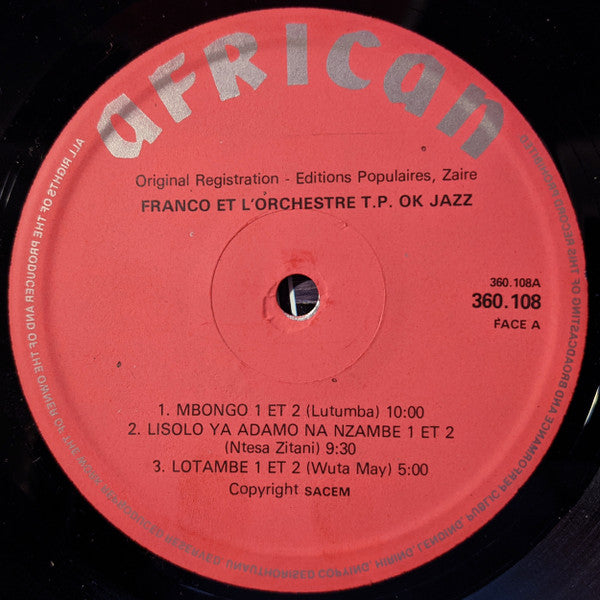 aFRICan
Original Registration - Editions Populaires, Zaire
FRANCO ET L'ORCHESTRE T.P. OK JAZZ
360.108A
360.108
FACE A
1. MBONGO 1 ET 2 (Lutumba) 10:00
2. LISOLO YA ADAMO NA NZAMBE 1 ET 2
(Ntesa Zitani) 9:30
3. LOTAMBE 1 ET 2 (Wuta May) 5:00
Copyright SACEM
ALL RIGHTS OF THE PRODUCER AND OF THE OWNER OF THE WORK REPRODUCED RESERVED. UNAUTHORISED COPYING, HIRING, LENDING, PUBLIC PERFORMANCE AND BROADCASTING OF THIS RECORD PROHIBITED